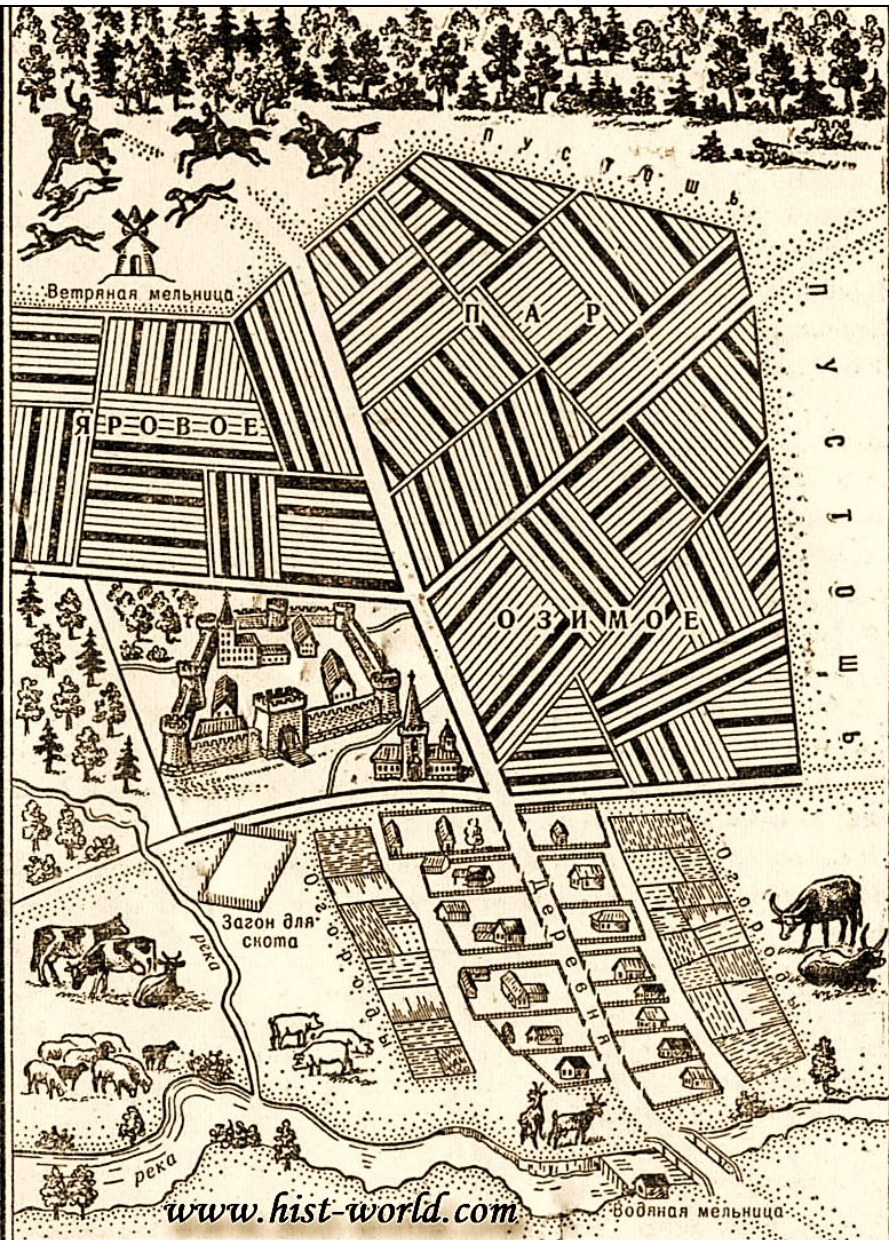 пустошь
Ветряная мельница
ПАР
ЯРОВОЕ
пустошь
ОЗИМОЕ
Деревня
Огороды
Огороды
Загон для
скота
река
река
Водяная мельница
www.hist-world.com